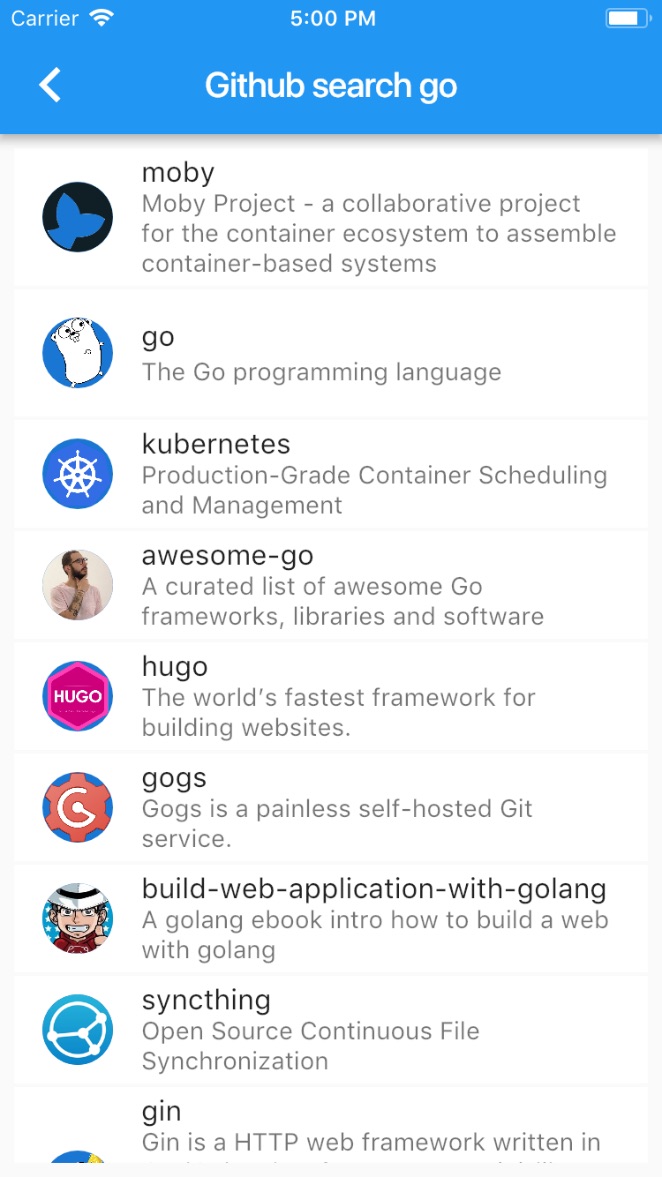 Carrier 5:00 PM
Github search go
moby
Moby Project - a collaborative project
for the container ecosystem to assemble
container-based systems
go
The Go programming language
kubernetes
Production-Grade Container Scheduling
and Management
awesome-go
A curated list of awesome Go
frameworks, libraries and software
HUGO
hugo
The world’s fastest framework for
building websites.
gogs
Gogs is a painless self-hosted Git
service.
build-web-application-with-golang
A golang ebook intro how to build a web
with golang
syncthing
Open Source Continuous File
Synchronization
gin
Gin is a HTTP web framework written in